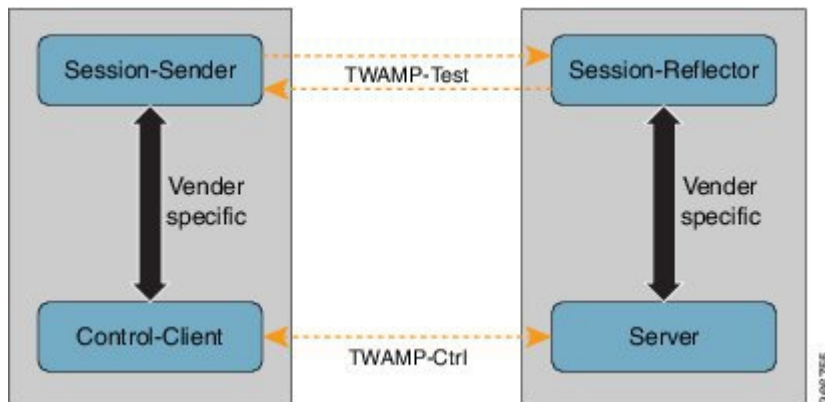 Session-Sender
TWAMP-Test
Session-Reflector
Vender
specific
Vender
specific
Control-Client
TWAMP-Ctrl
Server